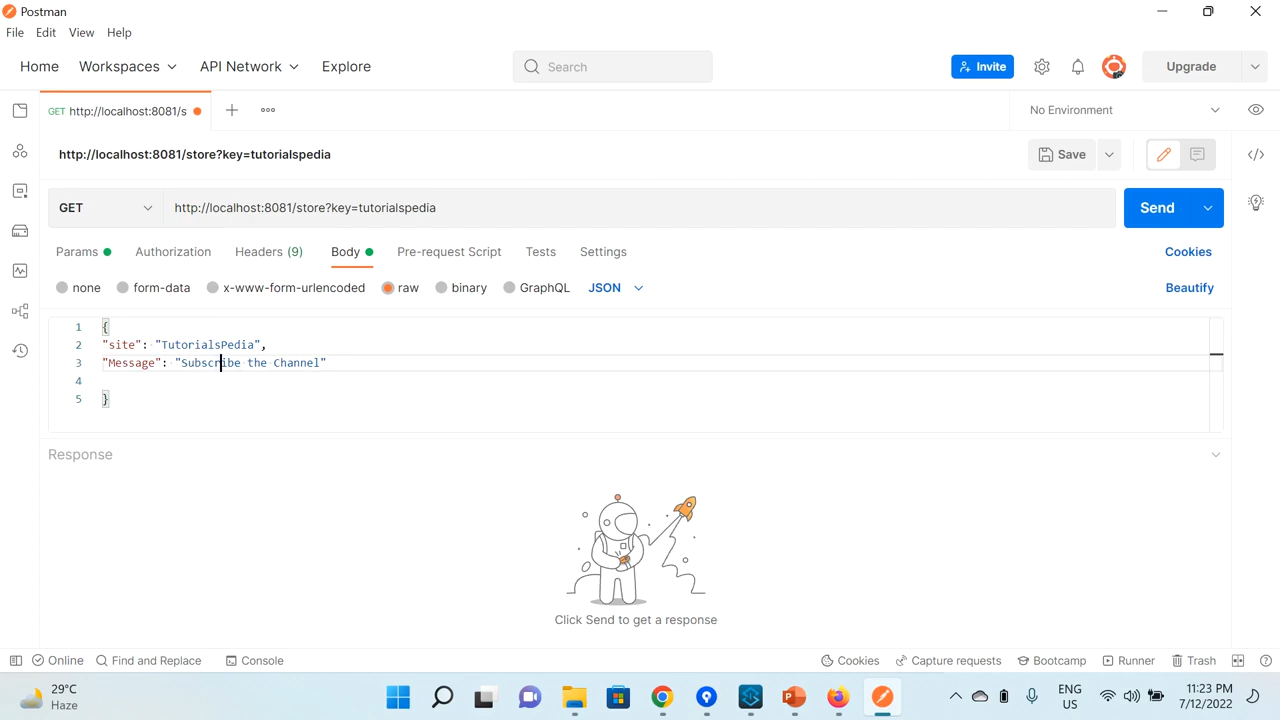 Postman
File Edit View Help
Home Workspaces API Network Explore Search Invite Upgrade
GET http://localhost:8081/s No Environment
http://localhost:8081/store?key=tutorialspedia Save
GET http://localhost:8081/store?key=tutorialspedia Send
Params Authorization Headers (9) Body Pre-request Script Tests Settings Cookies
none form-data x-www-form-urlencoded raw binary GraphQL JSON Beautify
1 {
2 "site": "TutorialsPedia",
3 "Message": "Subscribe the Channel"
4
5 }
Response
Click Send to get a response
Online Find and Replace Console Cookies Capture requests Bootcamp Runner Trash
29°C
Haze
ENG
US
11:23 PM
7/12/2022